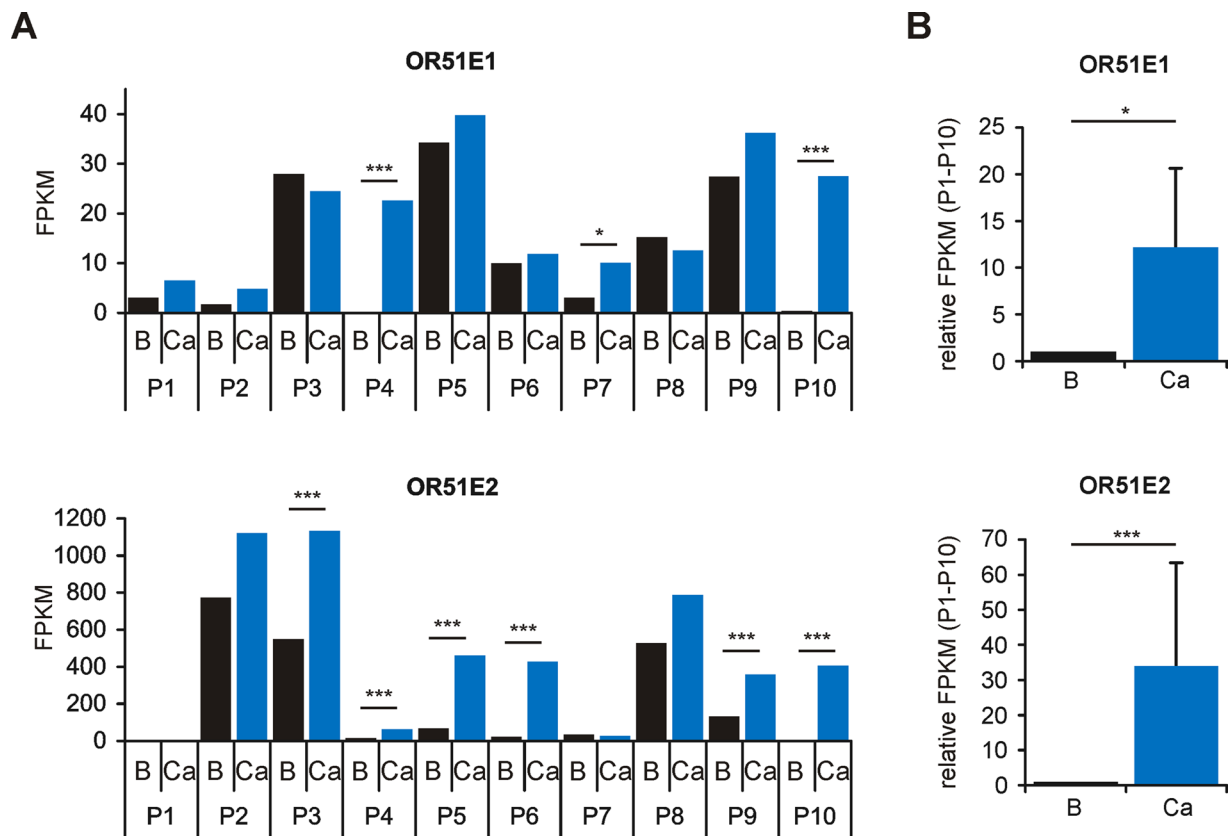 A
B
OR51E1
FPKM
40
30
20
10
0
***
*
***
B Ca B Ca B Ca B Ca B Ca B Ca B Ca B Ca B Ca B Ca
P1 P2 P3 P4 P5 P6 P7 P8 P9 P10
OR51E1
relative FPKM (P1-P10)
25
20
15
10
5
0
*
B Ca
OR51E2
FPKM
1200
1000
800
600
400
200
0
***
***
***
***
***
***
B Ca B Ca B Ca B Ca B Ca B Ca B Ca B Ca B Ca B Ca
P1 P2 P3 P4 P5 P6 P7 P8 P9 P10
OR51E2
relative FPKM (P1-P10)
70
60
50
40
30
20
10
0
***
B Ca